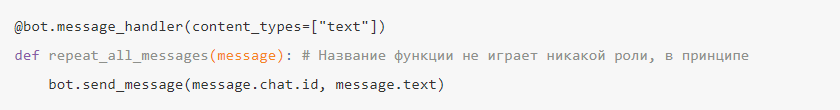 @bot.message_handler(content_types=["text"])
def repeat_all_messages(message): # Название функции не играет никакой роли, в принципе
    bot.send_message(message.chat.id, message.text)